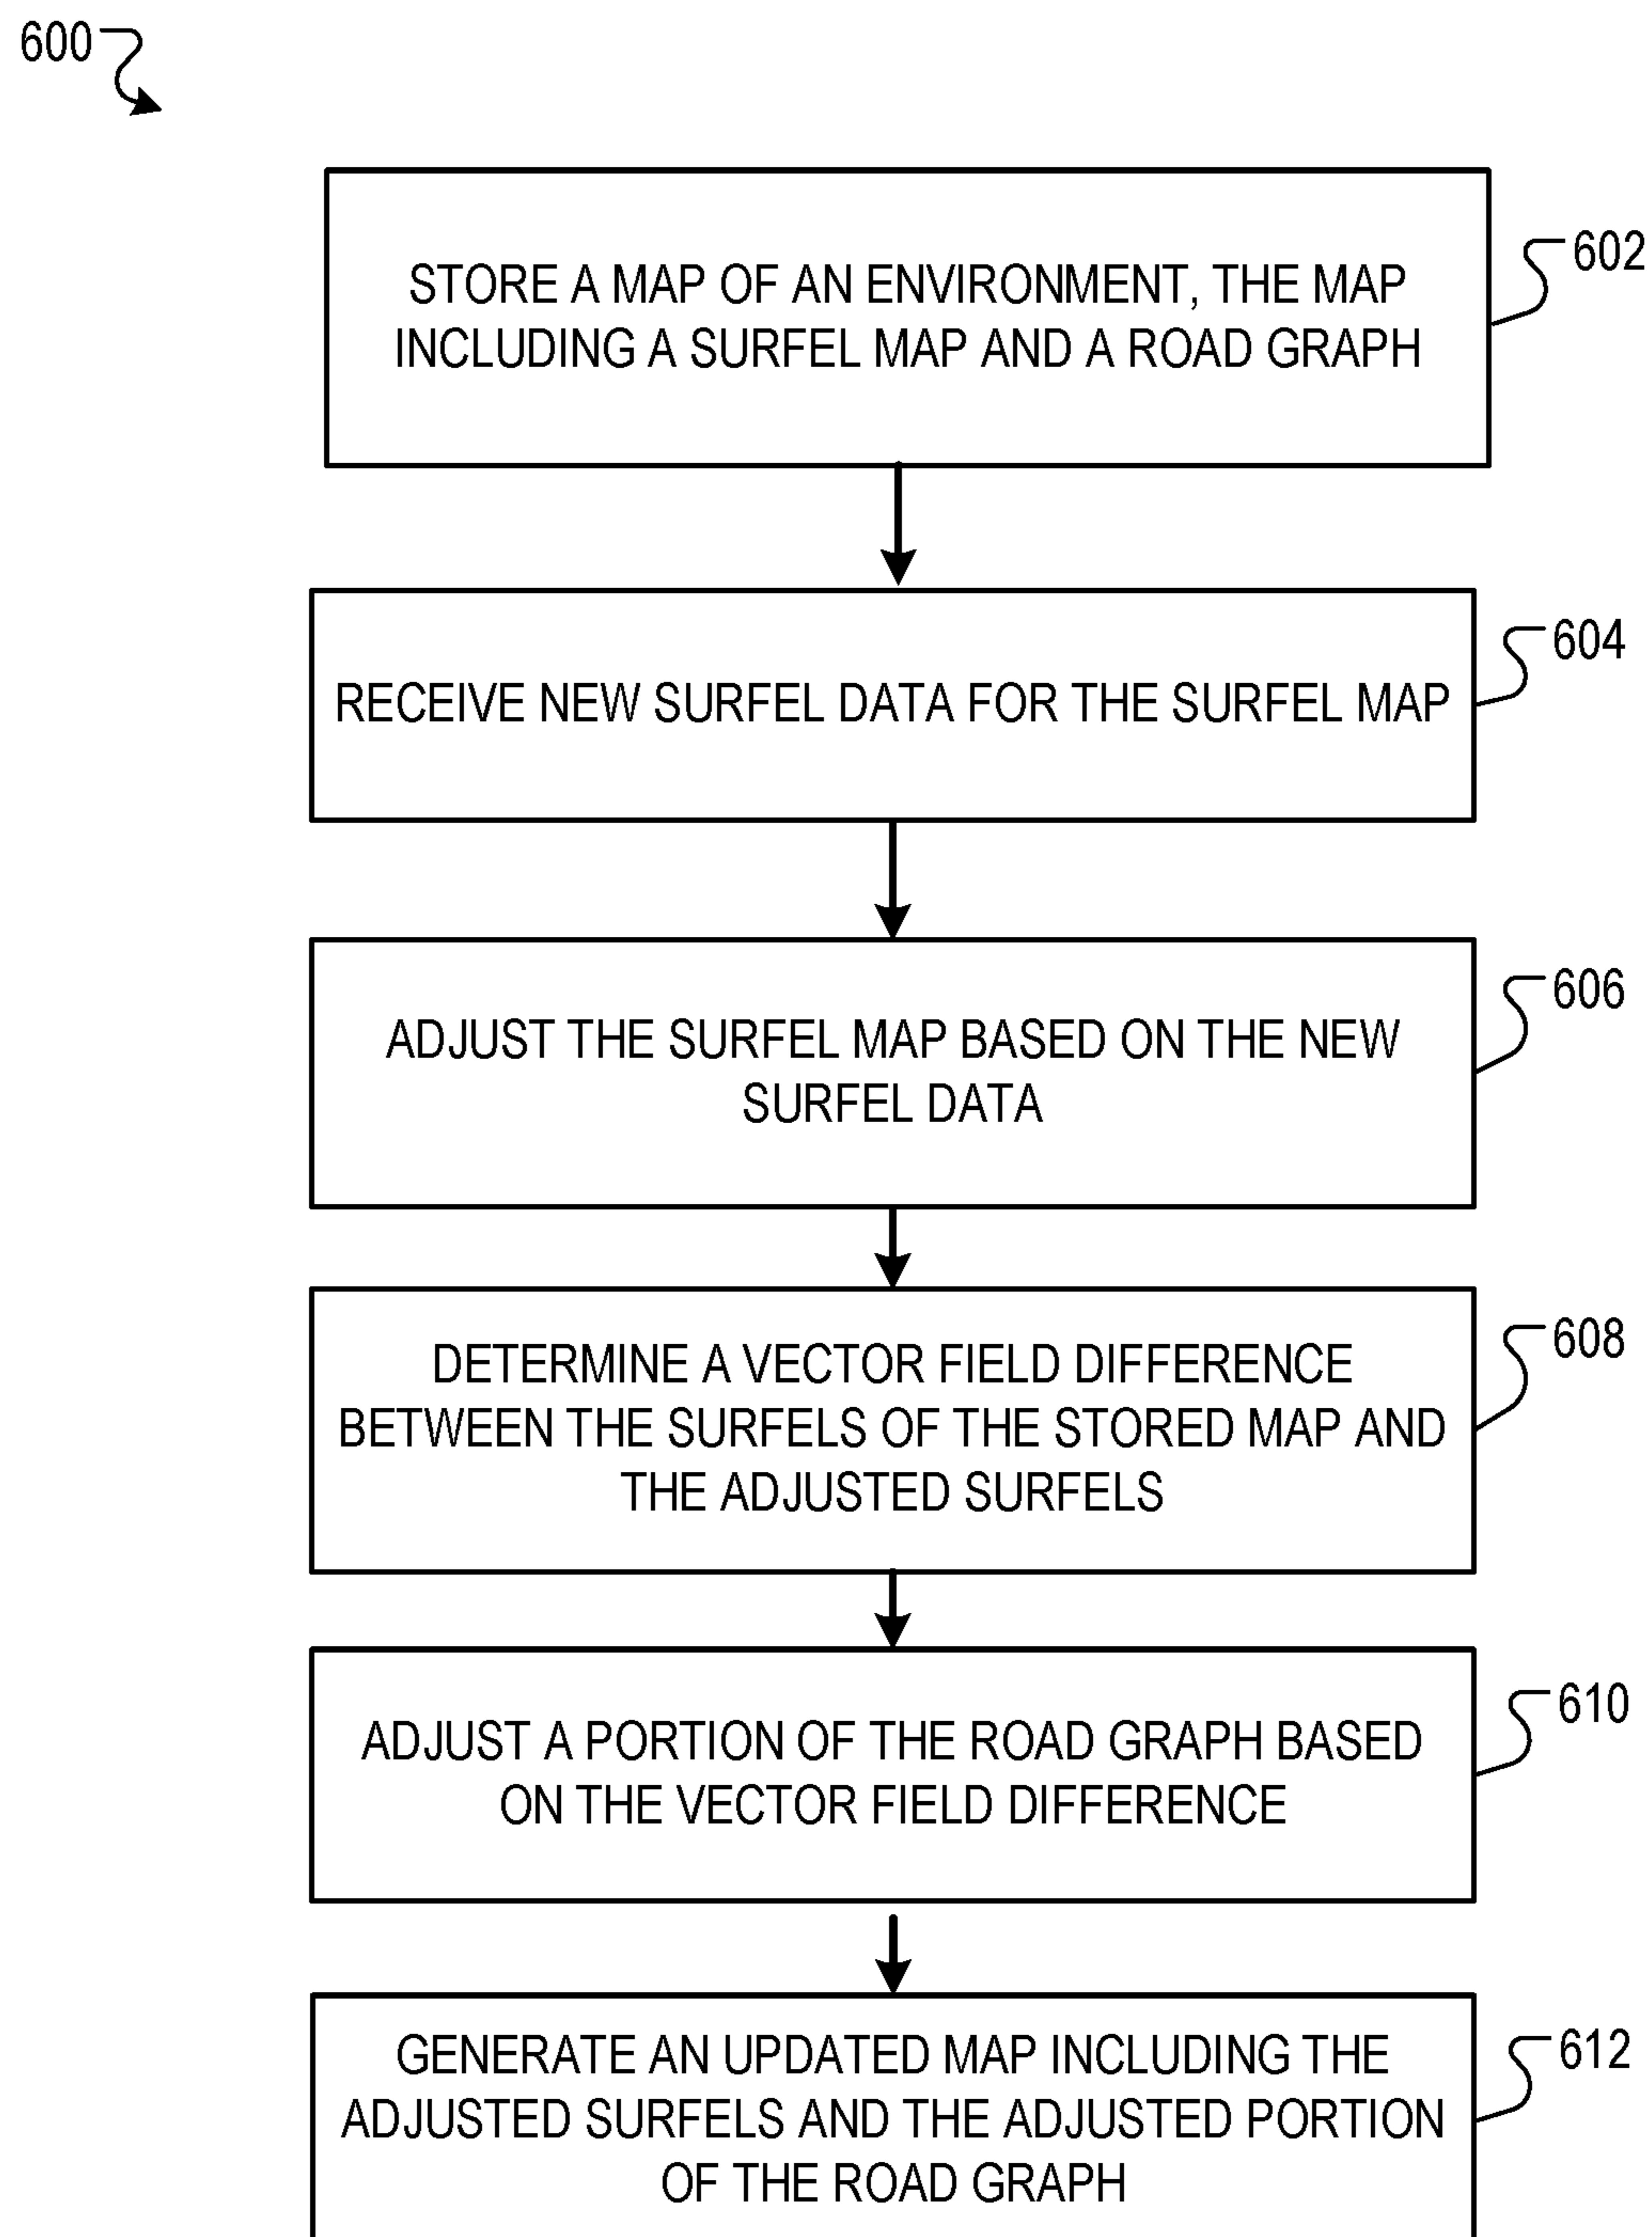 600
STORE A MAP OF AN ENVIRONMENT, THE MAP
INCLUDING A SURFEL MAP AND A ROAD GRAPH
602
RECEIVE NEW SURFEL DATA FOR THE SURFEL MAP
604
ADJUST THE SURFEL MAP BASED ON THE NEW
SURFEL DATA
606
DETERMINE A VECTOR FIELD DIFFERENCE
BETWEEN THE SURFELS OF THE STORED MAP AND
THE ADJUSTED SURFELS
608
ADJUST A PORTION OF THE ROAD GRAPH BASED
ON THE VECTOR FIELD DIFFERENCE
610
GENERATE AN UPDATED MAP INCLUDING THE
ADJUSTED SURFELS AND THE ADJUSTED PORTION
OF THE ROAD GRAPH
612